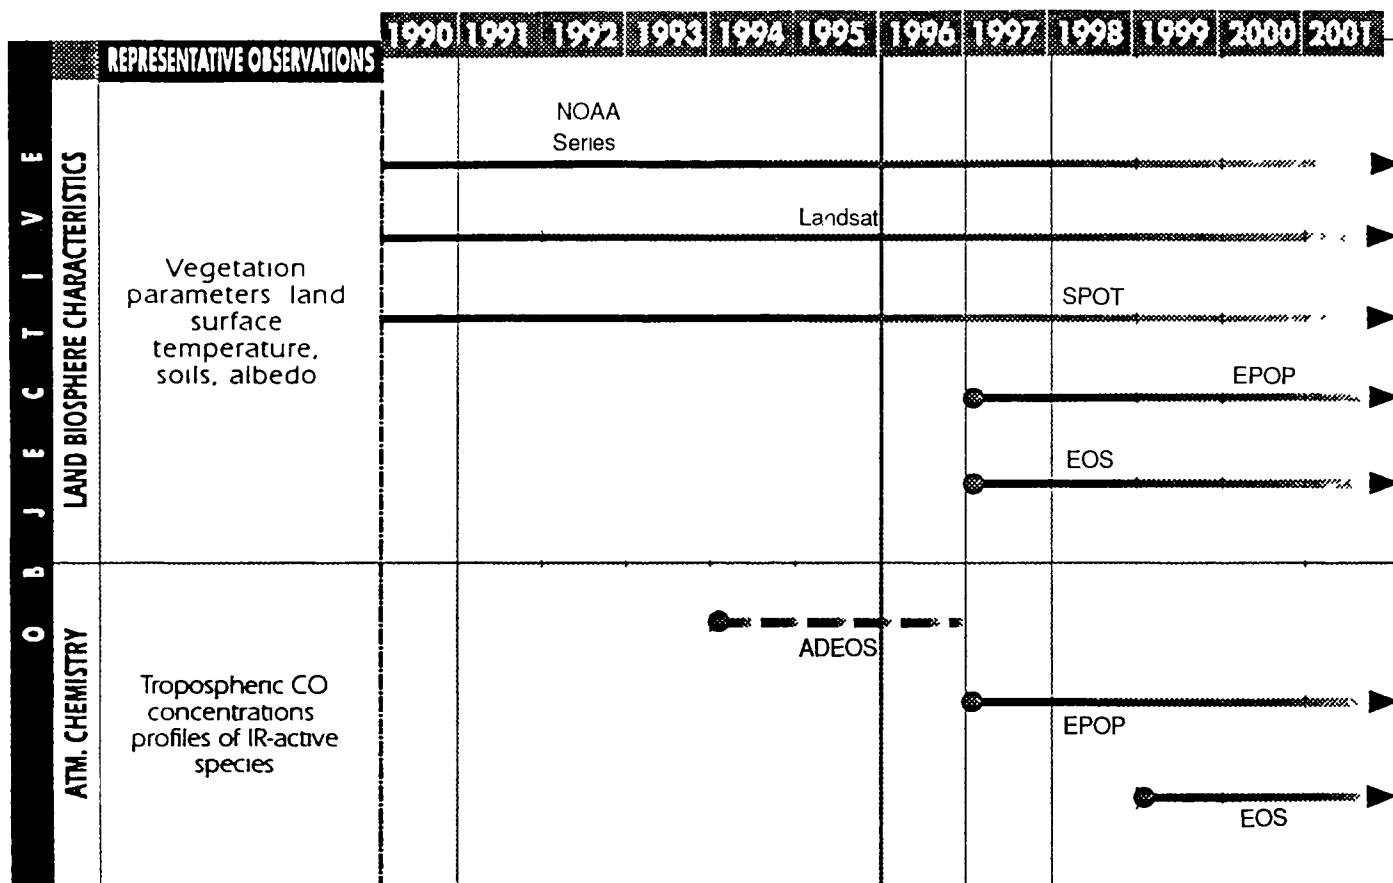 1990 1991 1992 1993 1994 1995 1996 1997 1998 1999 2000 2001
REPRESENTATIVE OBSERVATIONS
OBJECTIVE
LAND BIOSPHERE CHARACTERISTICS
Vegetation
parameters land
surface
temperature,
soils, albedo
NOAA
Series
Landsat
SPOT
EPOP
EOS
ATM. CHEMISTRY
Tropospheric CO
concentrations
profiles of IR-active
species
ADEOS
EPOP
EOS